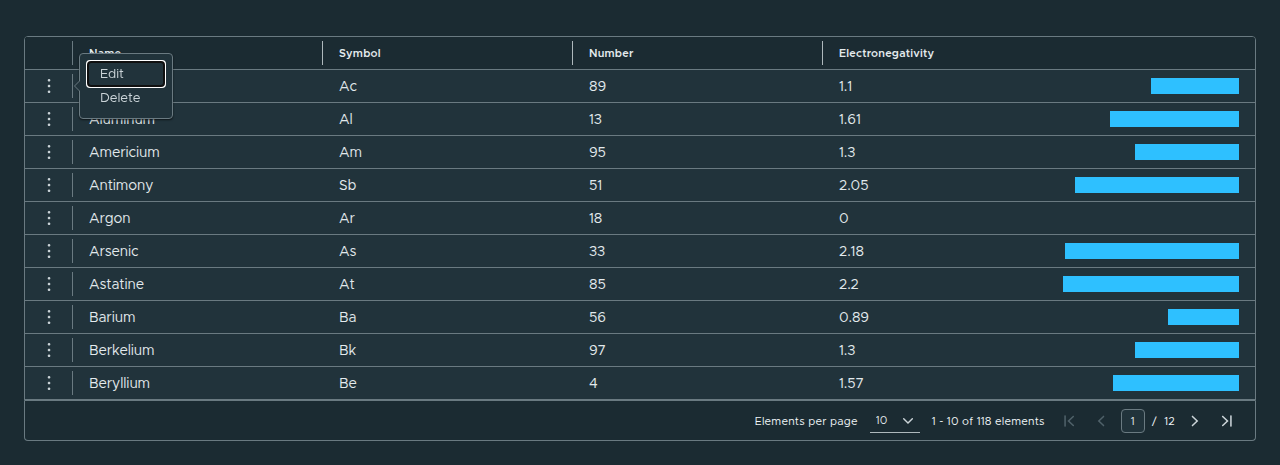 Name Symbol Number Electronegativity
Edit
Delete
Ac 89 1.1
Aluminum Al 13 1.61
Americium Am 95 1.3
Antimony Sb 51 2.05
Argon Ar 18 0
Arsenic As 33 2.18
Astatine At 85 2.2
Barium Ba 56 0.89
Berkelium Bk 97 1.3
Beryllium Be 4 1.57
Elements per page 10 1 - 10 of 118 elements 1 / 12